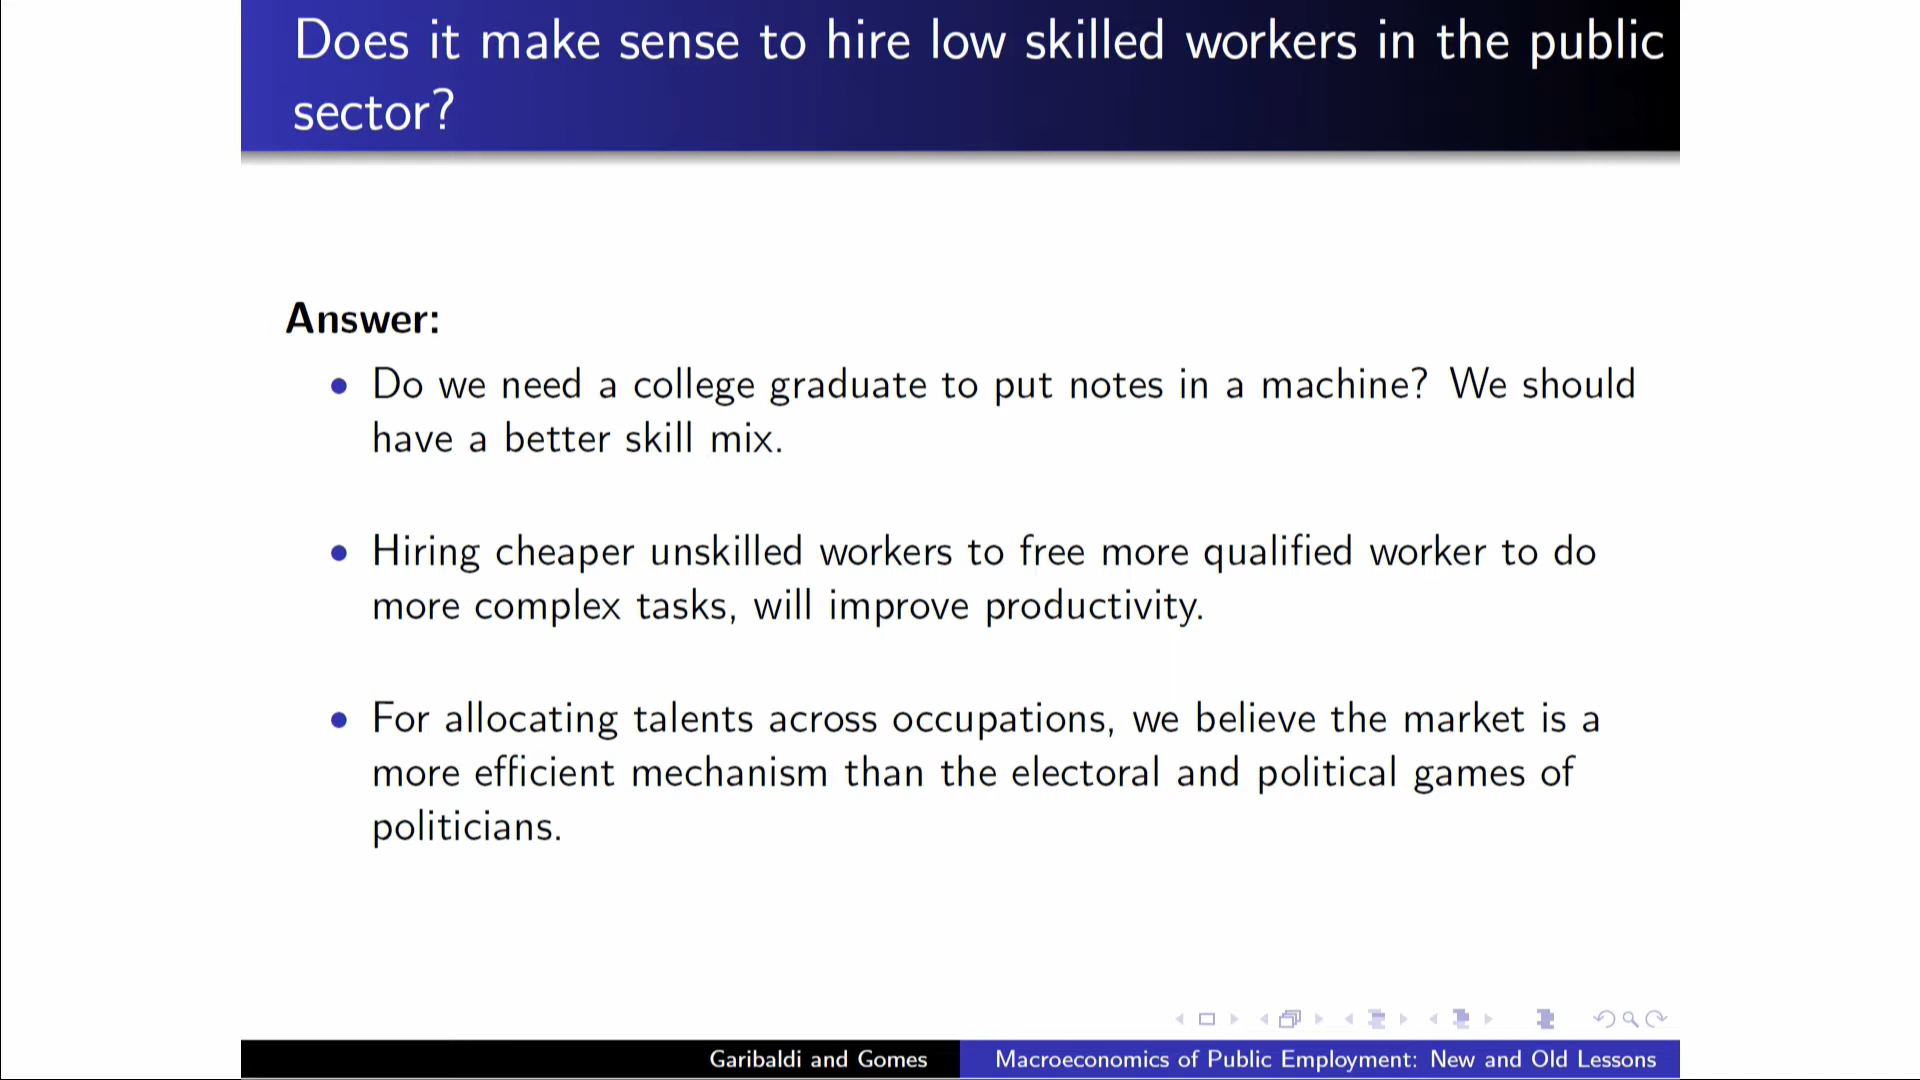 Does it make sense to hire low skilled workers in the public
sector?
Answer:
• Do we need a college graduate to put notes in a machine? We should
have a better skill mix.
• Hiring cheaper unskilled workers to free more qualified worker to do
more complex tasks, will improve productivity.
• For allocating talents across occupations, we believe the market is a
more efficient mechanism than the electoral and political games of
politicians.
Garibaldi and Gomes
Macroeconomics of Public Employment: New and Old Lessons